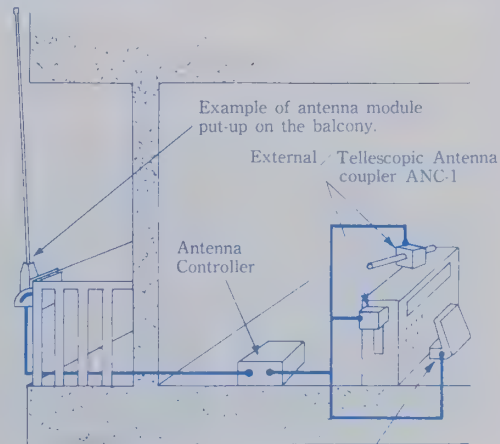 Example of antenna module
put-up on the balcony.
External Tellescopic Antenna
coupler ANC-1
Antenna
Controller